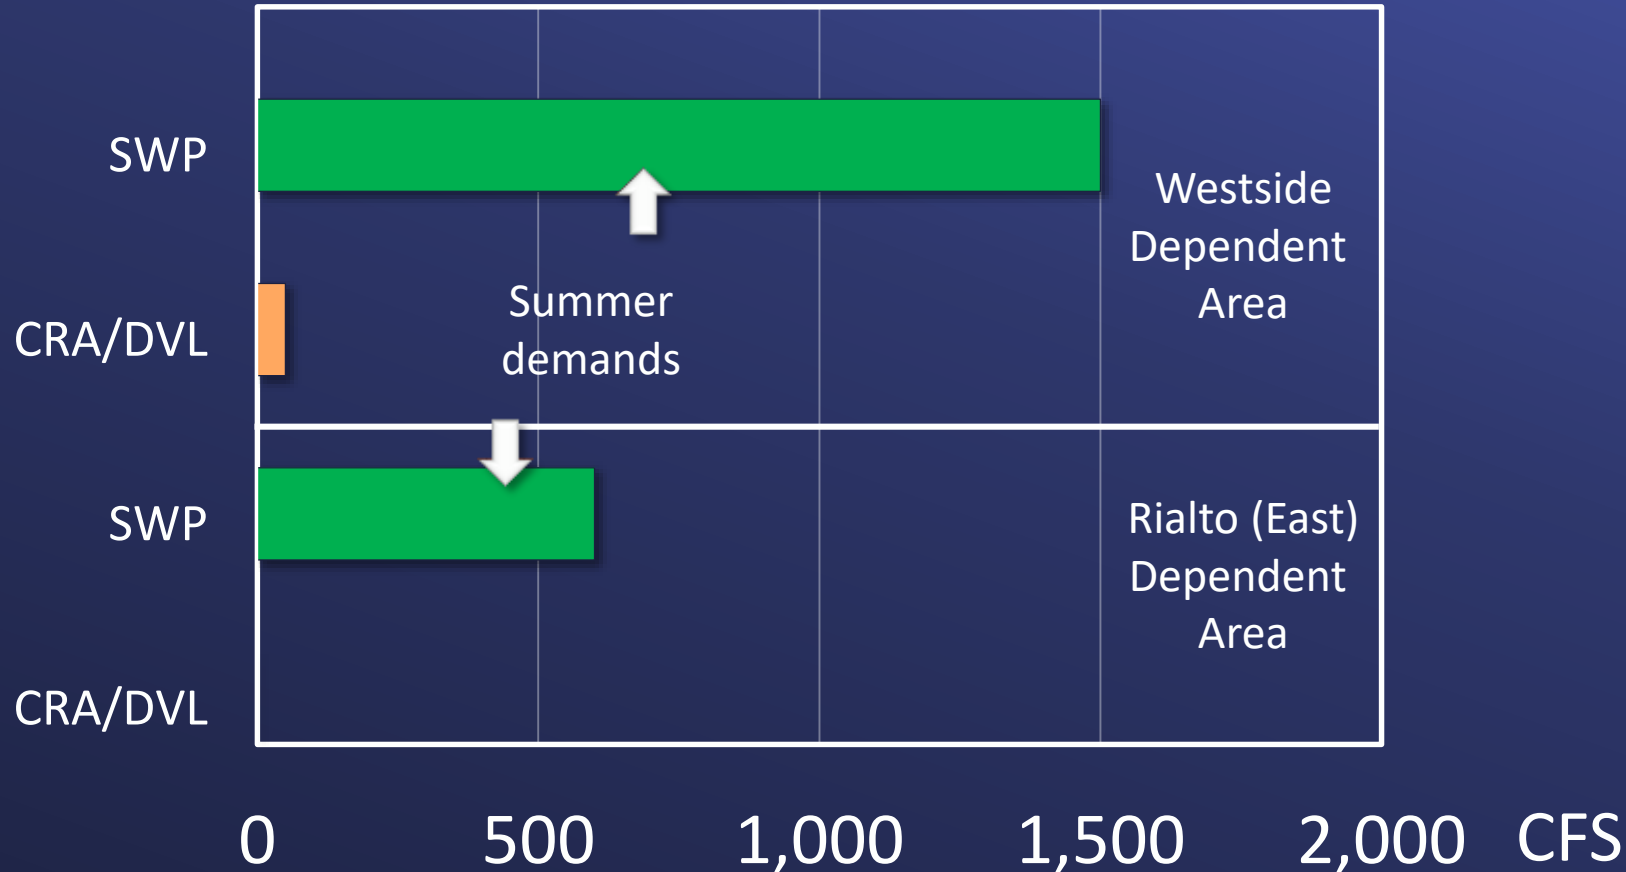 SWP
Westside
Dependent
Area
Summer
demands
CRA/DVL
SWP
Rialto (East)
Dependent
Area
CRA/DVL
0 500 1,000 1,500 2,000 CFS